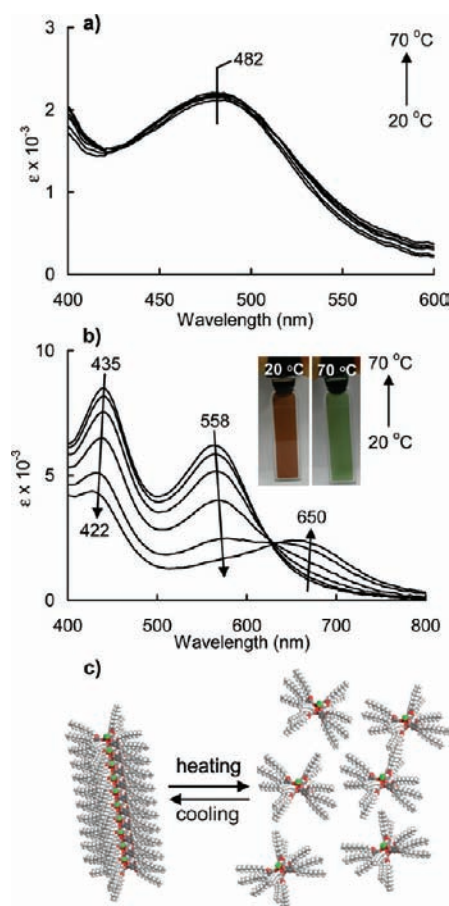 a)
482
70 °C
20 °C
3
2
1
0
ε x 10⁻³
400 450 500 550 600
Wavelength (nm)
b)
10
5
0
ε x 10⁻³
435
558
422
650
20 °C 70 °C
70 °C
20 °C
400 500 600 700 800
Wavelength (nm)
c)
heating
cooling